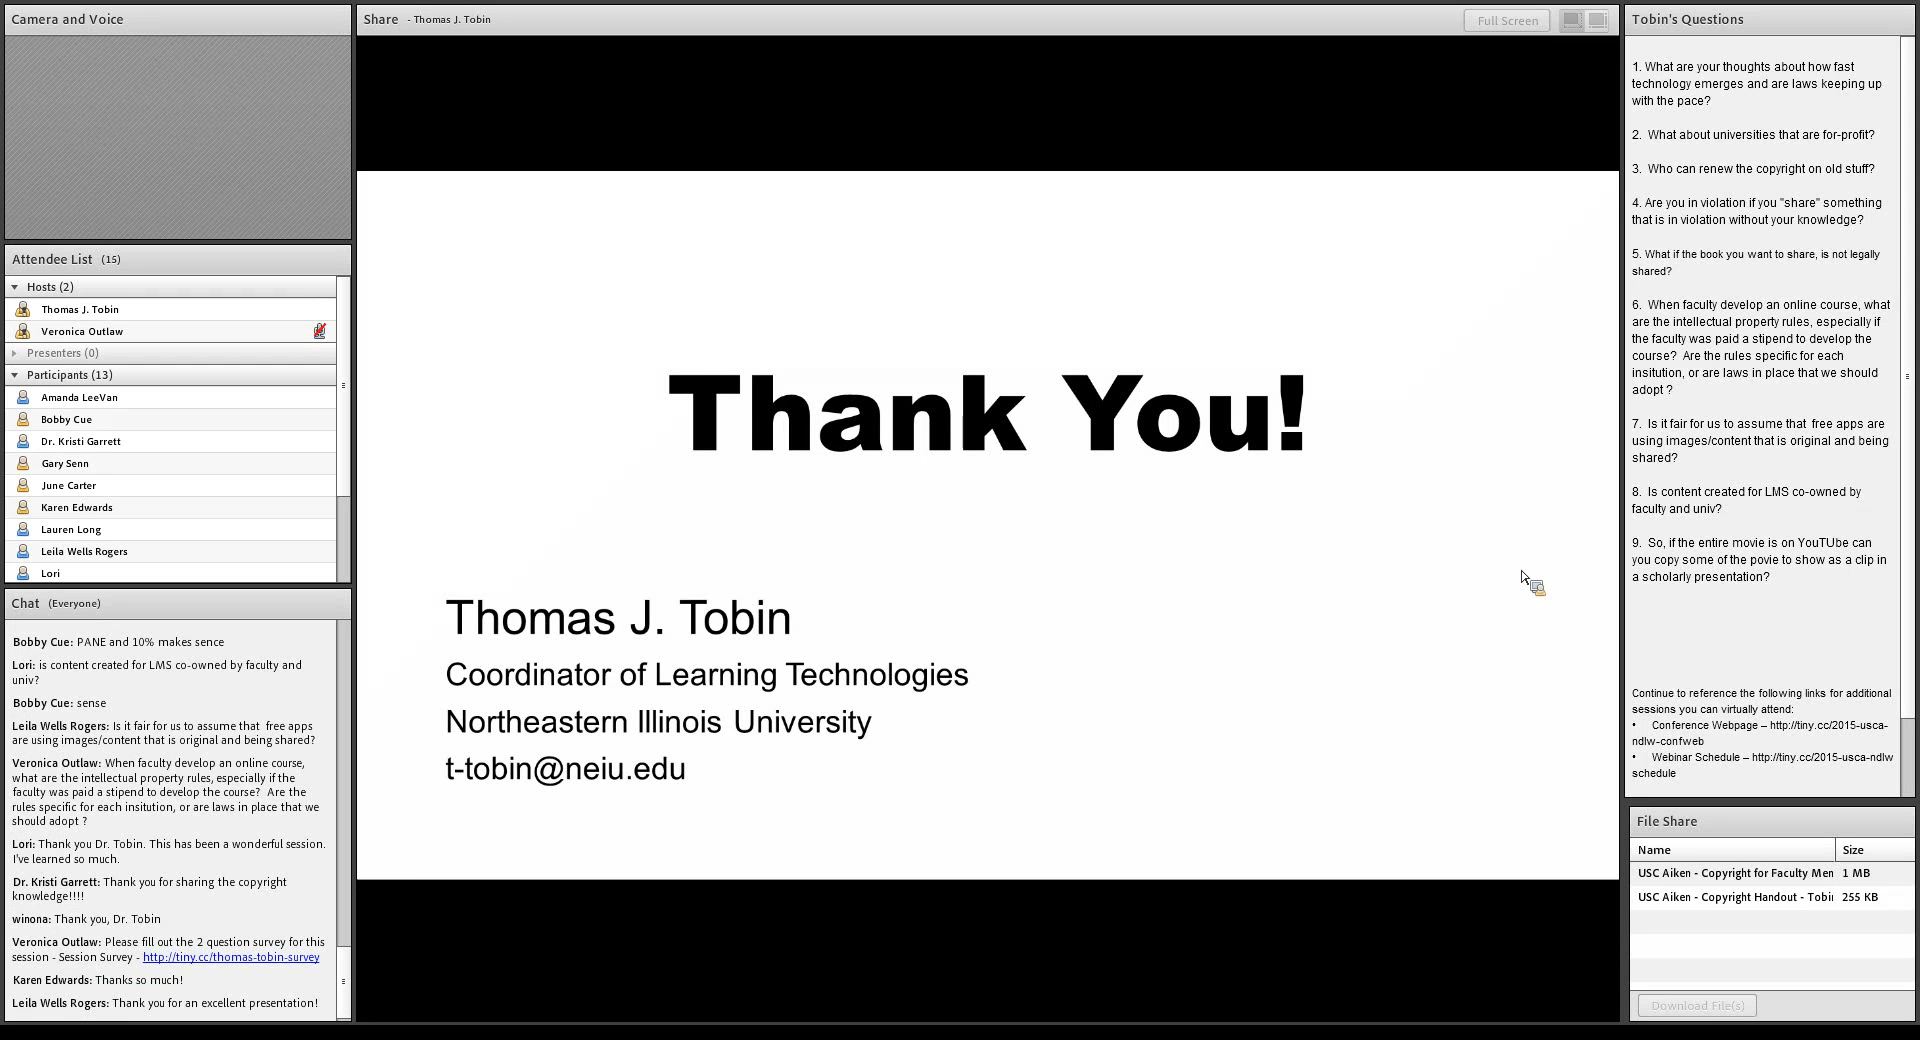 Camera and Voice
Attendee List (15)
Hosts (2)
Thomas J. Tobin
Veronica Outlaw
Presenters (0)
Participants (13)
Amanda LeeVan
Bobby Cue
Dr. Kristi Garrett
Gary Senn
June Carter
Karen Edwards
Lauren Long
Leila Wells Rogers
Lori
Chat (Everyone)
Bobby Cue: PANE and 10% makes sence
Lori: is content created for LMS co-owned by faculty and
univ?
Bobby Cue: sense
Leila Wells Rogers: Is it fair for us to assume that free apps
are using images/content that is original and being shared?
Veronica Outlaw: When faculty develop an online course,
what are the intellectual property rules, especially if the
faculty was paid a stipend to develop the course? Are the
rules specific for each insitution, or are laws in place that we
should adopt ?
Lori: Thank you Dr. Tobin. This has been a wonderful session.
I've learned so much.
Dr. Kristi Garrett: Thank you for sharing the copyright
knowledge!!!!
winona: Thank you, Dr. Tobin
Veronica Outlaw: Please fill out the 2 question survey for this
session - Session Survey - http://tiny.cc/thomas-tobin-survey
Karen Edwards: Thanks so much!
Leila Wells Rogers: Thank you for an excellent presentation!
Share - Thomas J. Tobin
Full Screen
Thank You!
Thomas J. Tobin
Coordinator of Learning Technologies
Northeastern Illinois University
t-tobin@neiu.edu
Tobin's Questions
1. What are your thoughts about how fast
technology emerges and are laws keeping up
with the pace?
2. What about universities that are for-profit?
3. Who can renew the copyright on old stuff?
4. Are you in violation if you "share" something
that is in violation without your knowledge?
5. What if the book you want to share, is not legally
shared?
6. When faculty develop an online course, what
are the intellectual property rules, especially if
the faculty was paid a stipend to develop the
course? Are the rules specific for each
insitution, or are laws in place that we should
adopt ?
7. Is it fair for us to assume that free apps are
using images/content that is original and being
shared?
8. Is content created for LMS co-owned by
faculty and univ?
9. So, if the entire movie is on YouTUbe can
you copy some of the povie to show as a clip in
a scholarly presentation?
Continue to reference the following links for additional
sessions you can virtually attend:
• Conference Webpage – http://tiny.cc/2015-usca-
ndlw-confweb
• Webinar Schedule – http://tiny.cc/2015-usca-ndlw
schedule
File Share
Name Size
USC Aiken - Copyright for Faculty Men 1 MB
USC Aiken - Copyright Handout - Tobin 255 KB
Download File(s)